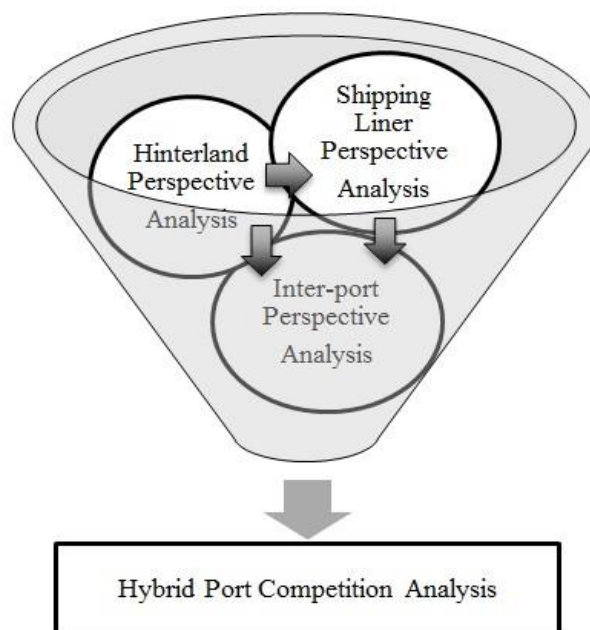 Hinterland
Perspective
Analysis
Shipping
Liner
Perspective
Analysis
Inter-port
Perspective
Analysis
Hybrid Port Competition Analysis